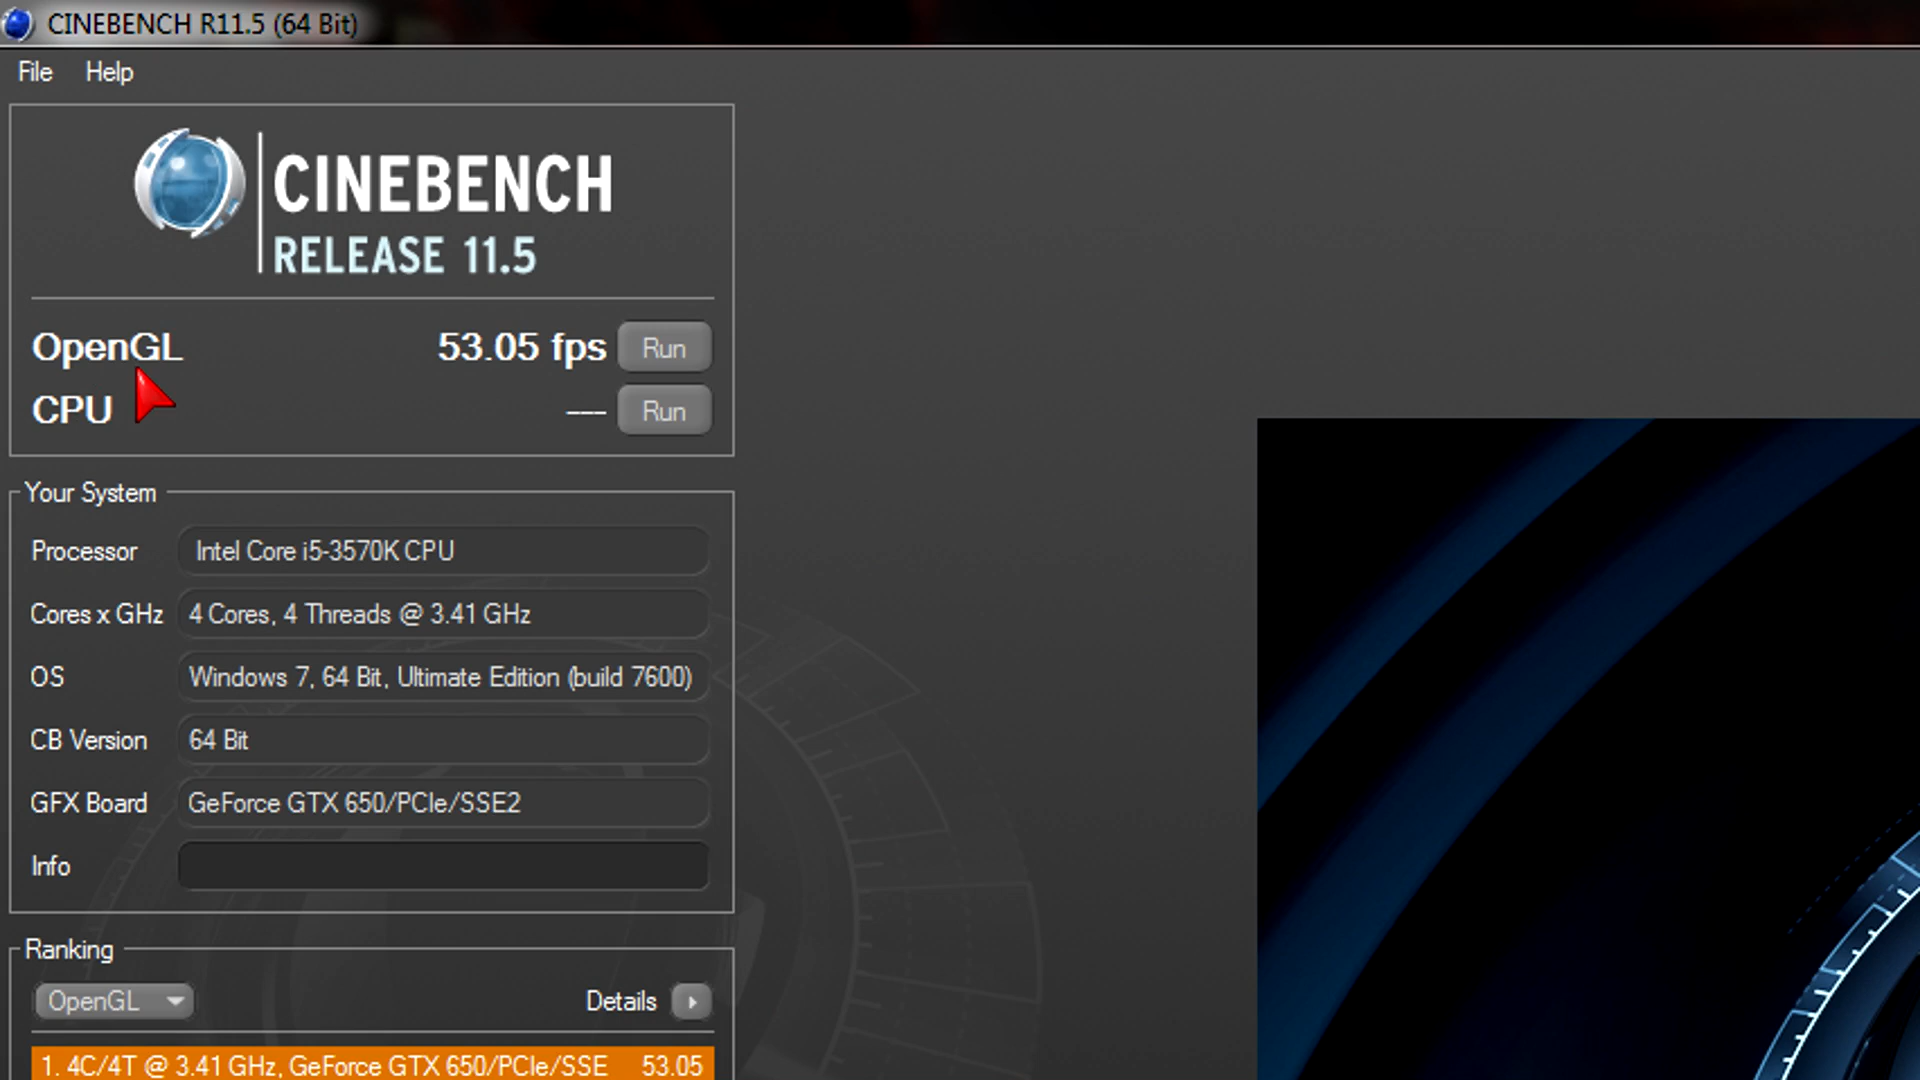 CINEBENCH R11.5 (64 Bit)
File Help
CINEBENCH
RELEASE 11.5
OpenGL 53.05 fps Run
CPU --- Run
Your System
Processor Intel Core i5-3570K CPU
Cores x GHz 4 Cores, 4 Threads @ 3.41 GHz
OS Windows 7, 64 Bit, Ultimate Edition (build 7600)
CB Version 64 Bit
GFX Board GeForce GTX 650/PCIe/SSE2
Info
Ranking
OpenGL Details
1. 4C/4T @ 3.41 GHz, GeForce GTX 650/PCIe/SSE 53.05